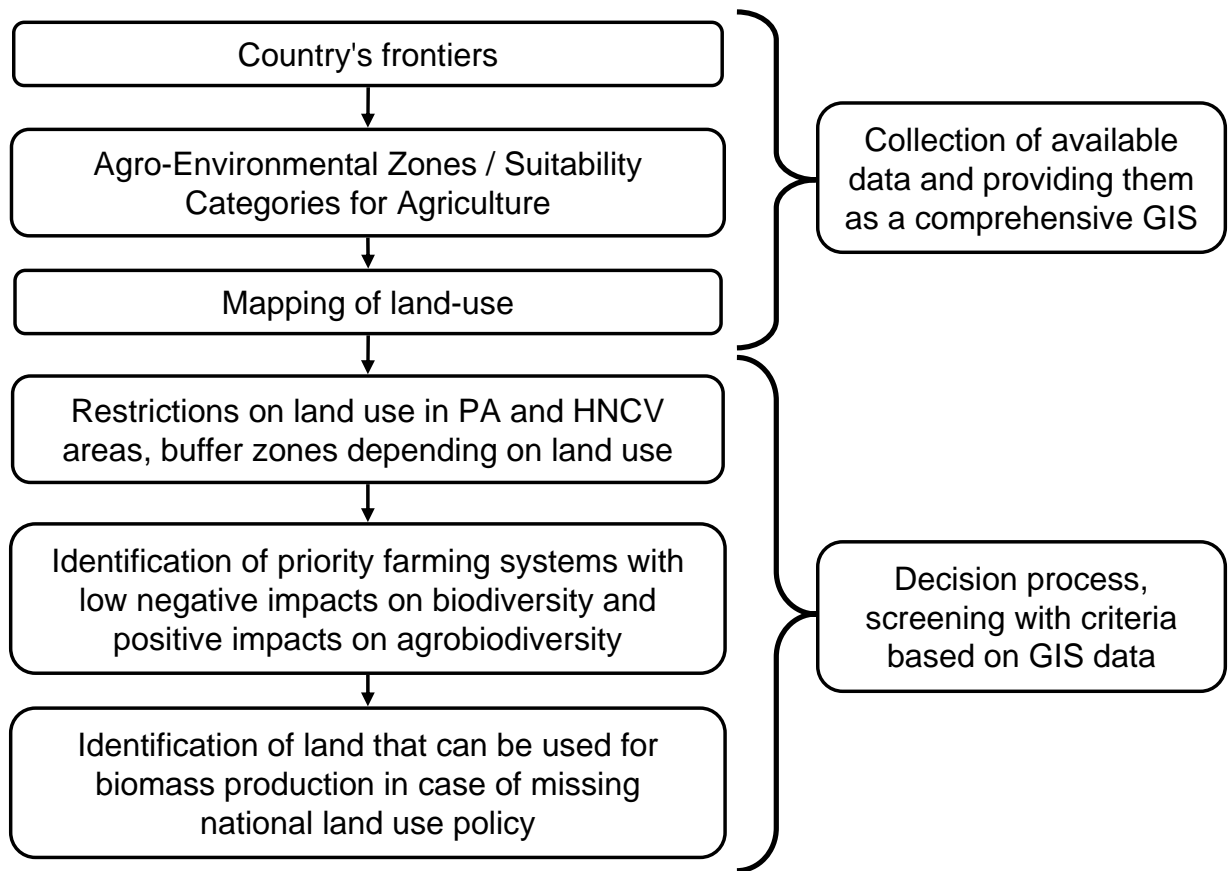 Country's frontiers
Agro-Environmental Zones / Suitability
Categories for Agriculture
Mapping of land-use
Collection of available
data and providing them
as a comprehensive GIS
Restrictions on land use in PA and HNCV
areas, buffer zones depending on land use
Identification of priority farming systems with
low negative impacts on biodiversity and
positive impacts on agrobiodiversity
Identification of land that can be used for
biomass production in case of missing
national land use policy
Decision process,
screening with criteria
based on GIS data